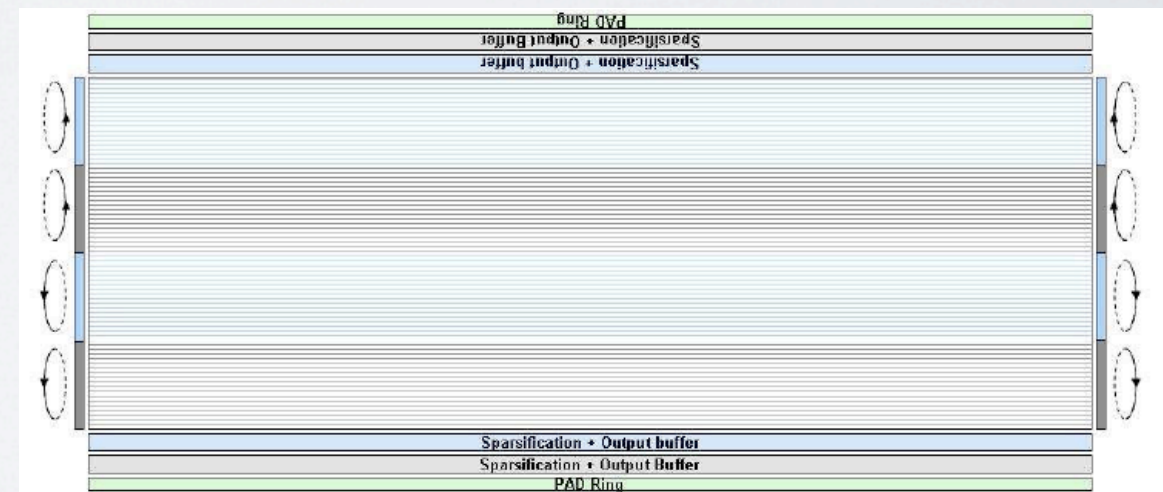 PAD Ring
Sparsification + Output Buffer
Sparsification + Output buffer
Sparsification + Output buffer
Sparsification + Output Buffer
PAD Ring